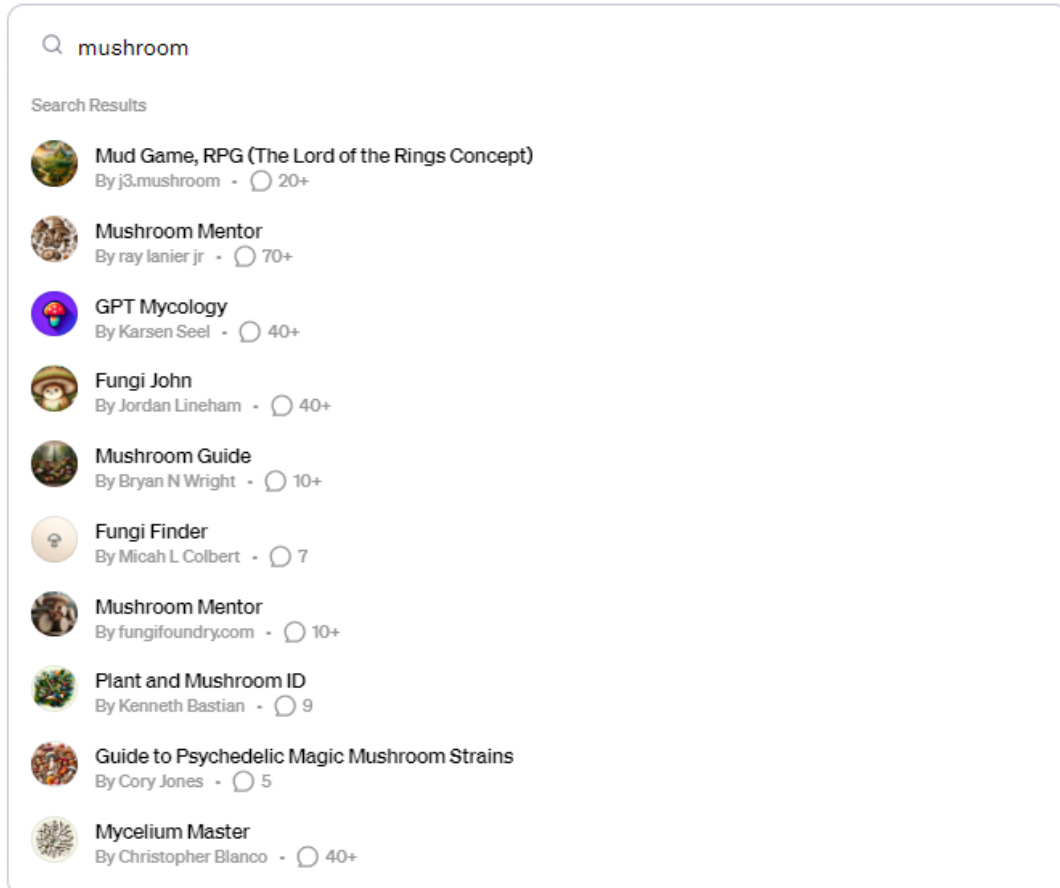 mushroom
Search Results
Mud Game, RPG (The Lord of the Rings Concept)
By j3.mushroom · 20+
Mushroom Mentor
By ray lanier jr · 70+
GPT Mycology
By Karsen Seel · 40+
Fungi John
By Jordan Lineham · 40+
Mushroom Guide
By Bryan N Wright · 10+
Fungi Finder
By Micah L Colbert · 7
Mushroom Mentor
By fungifoundry.com · 10+
Plant and Mushroom ID
By Kenneth Bastian · 9
Guide to Psychedelic Magic Mushroom Strains
By Cory Jones · 5
Mycelium Master
By Christopher Blanco · 40+